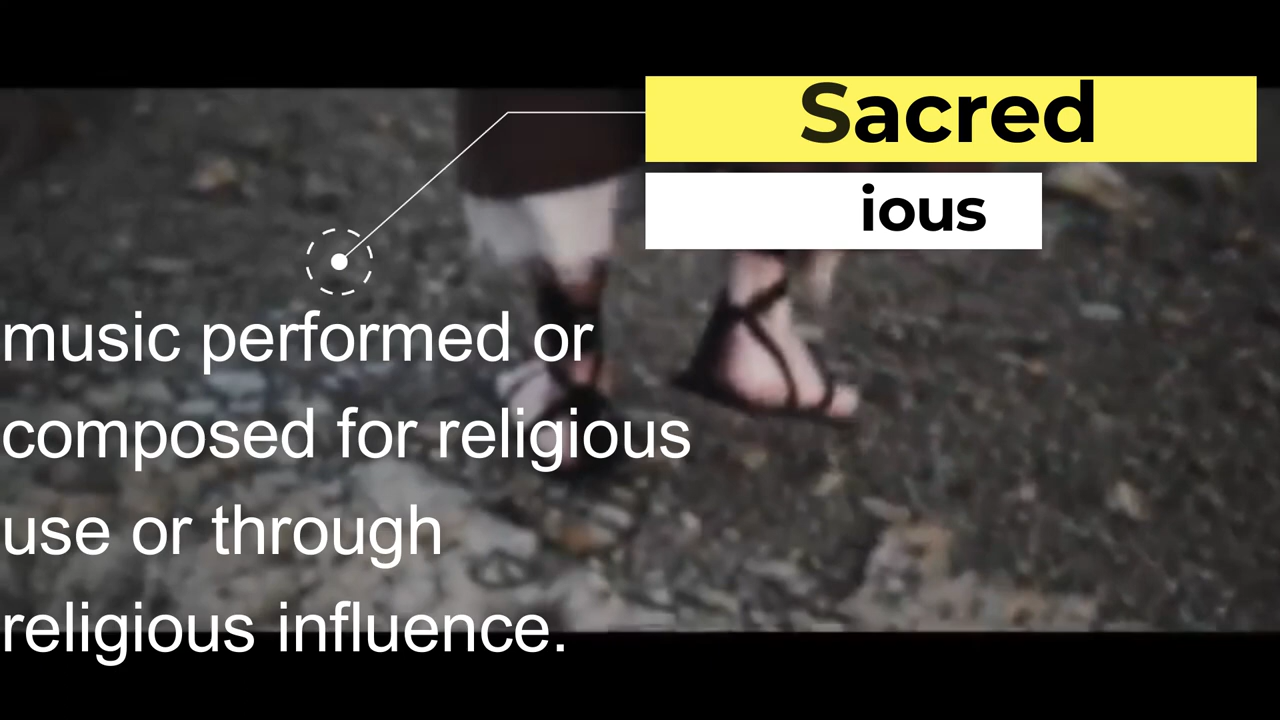 Sacred
ious
music performed or
composed for religious
use or through
religious influence.